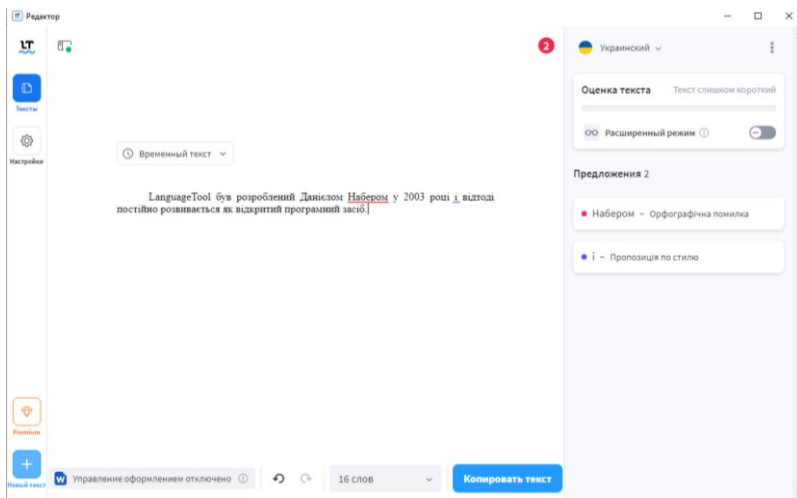 Редактор
LT
2
Украинский
Оценка текста
Текст слишком короткий
Тексты
Расширенный режим
Настройки
Временный текст
Предложения 2
LanguageTool був розроблений Данієлом Набером у 2003 році і відтоді
постійно розвивається як відкритий програмний засіб.
Набером – Орфографічна помилка
і – Пропозиція по стилю
Premium
Новый текст
W Управление оформлением отключено
16 слов
Копировать текст